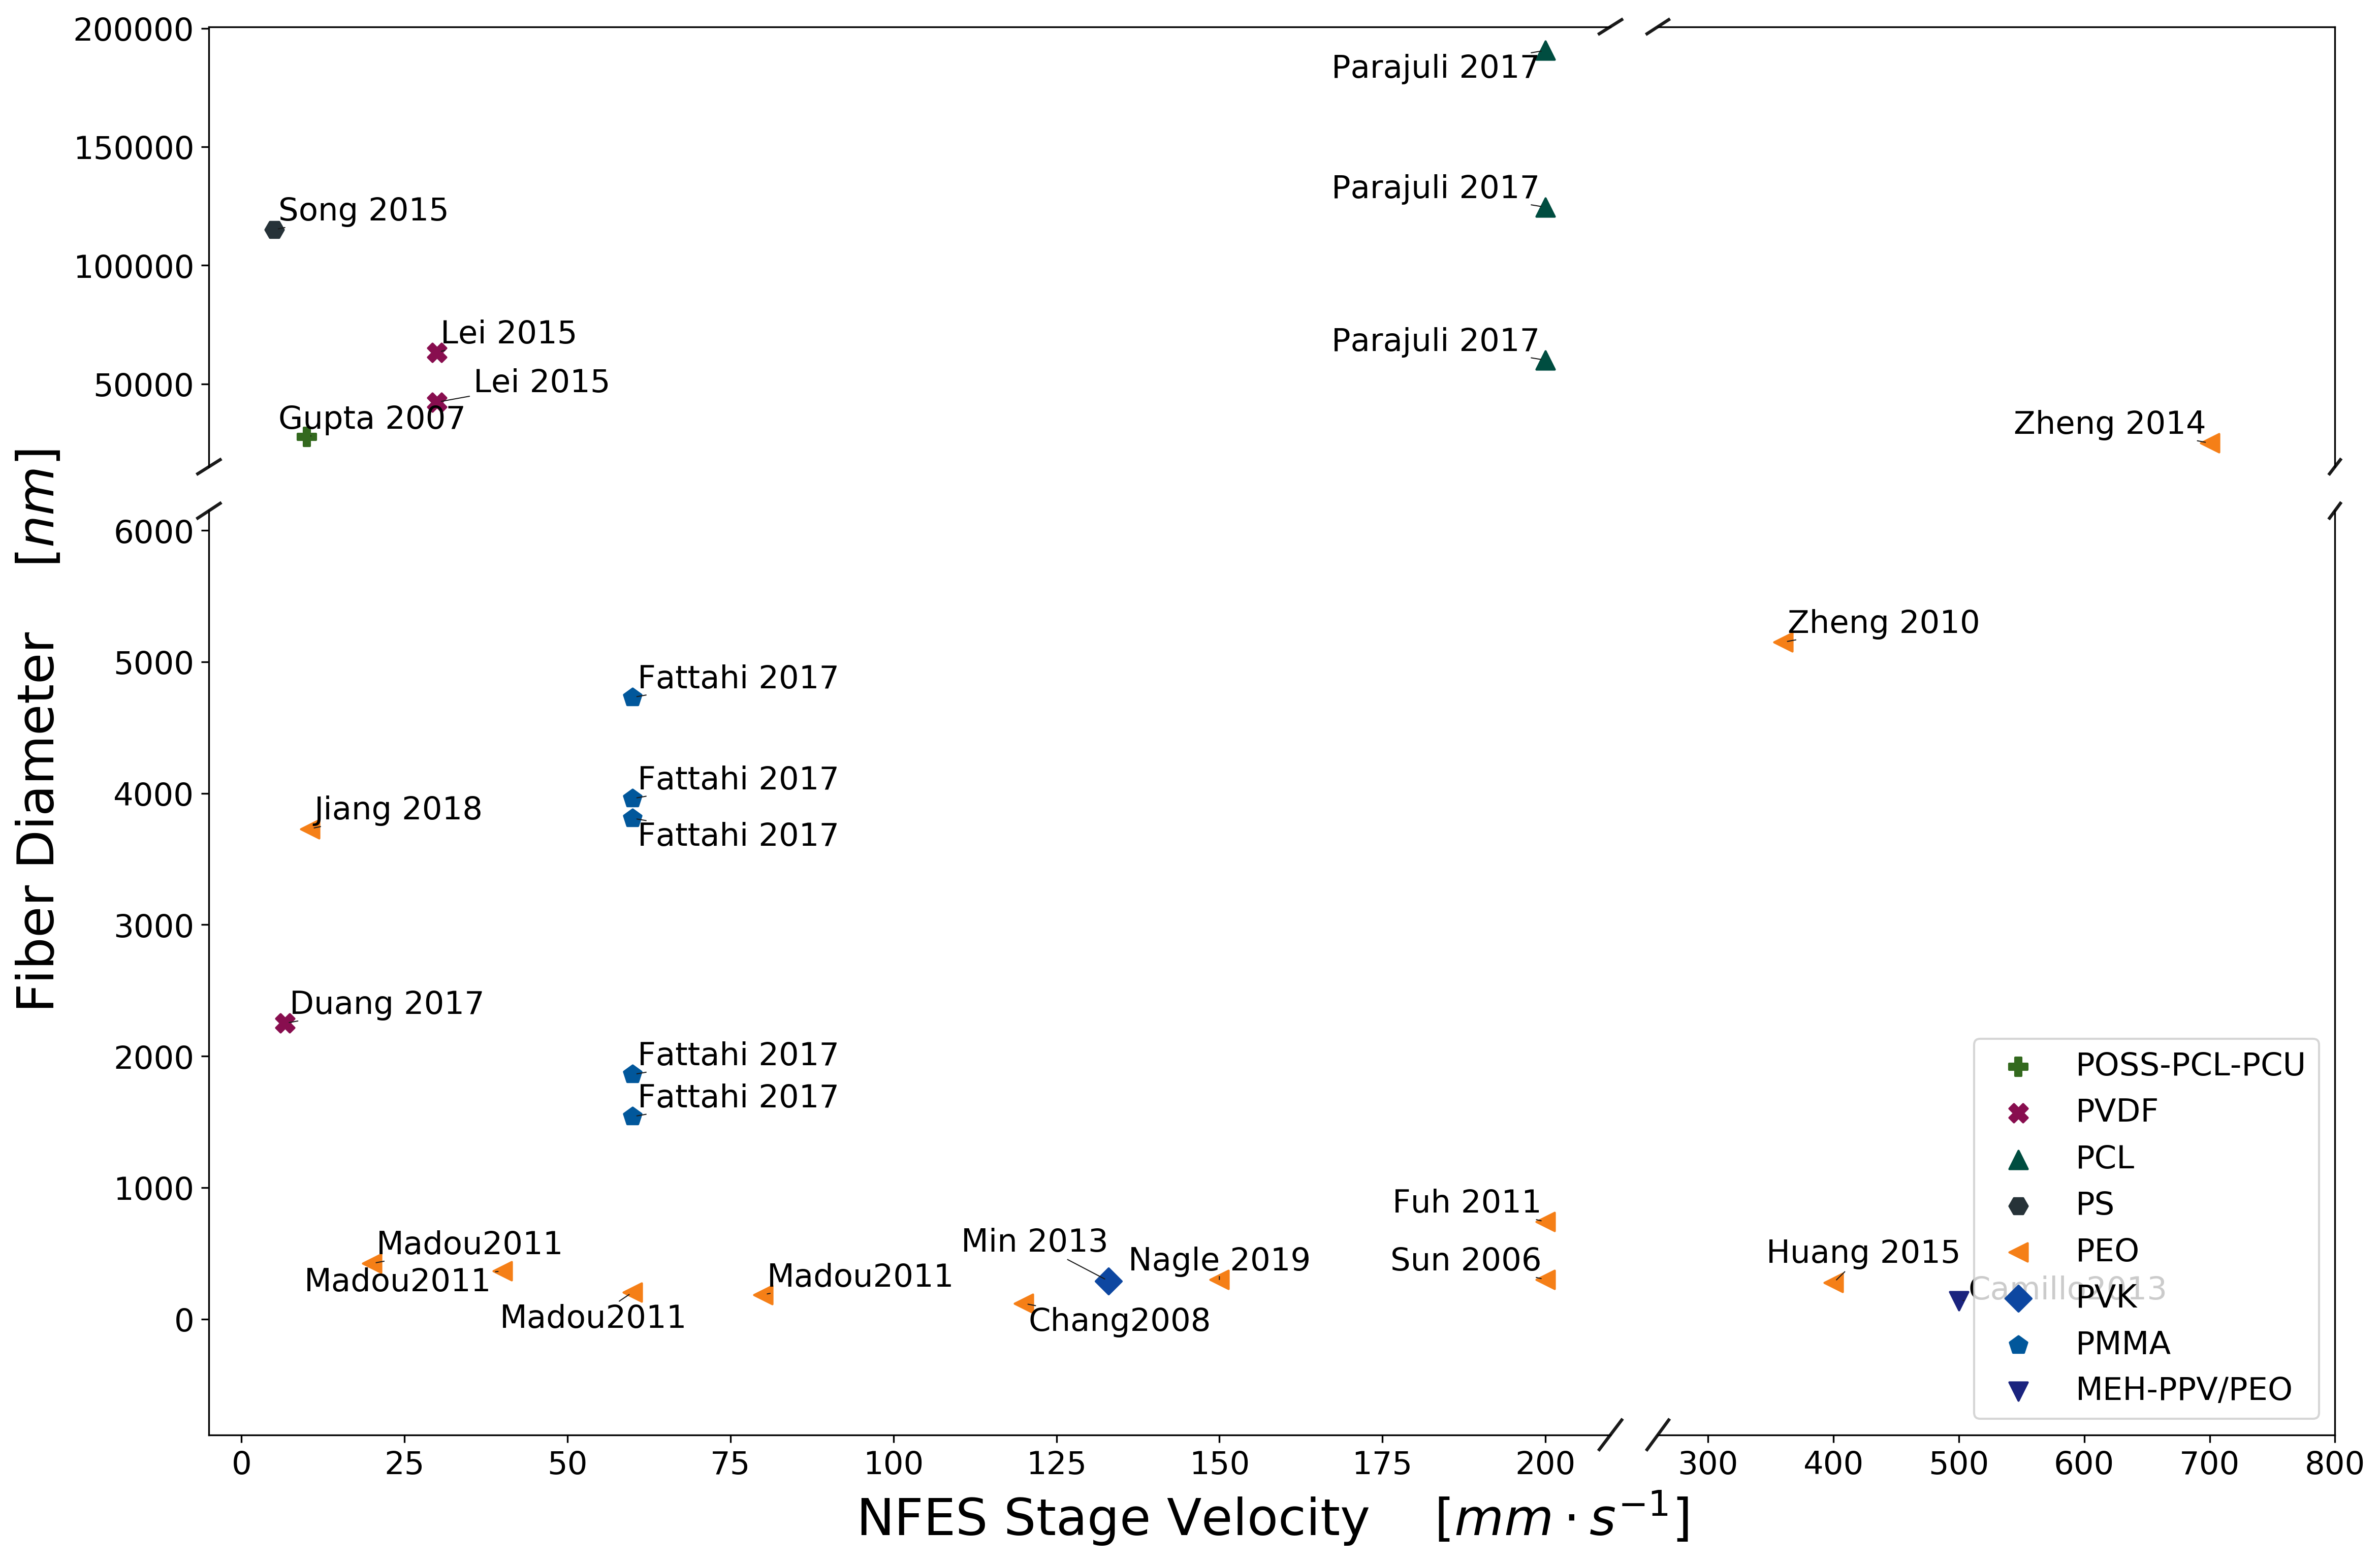 200000
150000
100000
50000
6000
5000
4000
3000
2000
1000
0
Fiber Diameter [nm]
Parajuli 2017
Parajuli 2017
Song 2015
Lei 2015
Parajuli 2017
Lei 2015
Gupta 2007
Zheng 2014
Zheng 2010
Fattahi 2017
Fattahi 2017
Jiang 2018
Fattahi 2017
Duang 2017
Fattahi 2017
Fattahi 2017
Fuh 2011
Madou2011
Min 2013
Huang 2015
Nagle 2019
Sun 2006
Madou2011
Madou2011
Camillo2013
Madou2011
Chang2008
POSS-PCL-PCU
PVDF
PCL
PS
PEO
PVK
PMMA
MEH-PPV/PEO
0 25 50 75 100 125 150 175 200 300 400 500 600 700 800
NFES Stage Velocity [mm · s⁻¹]